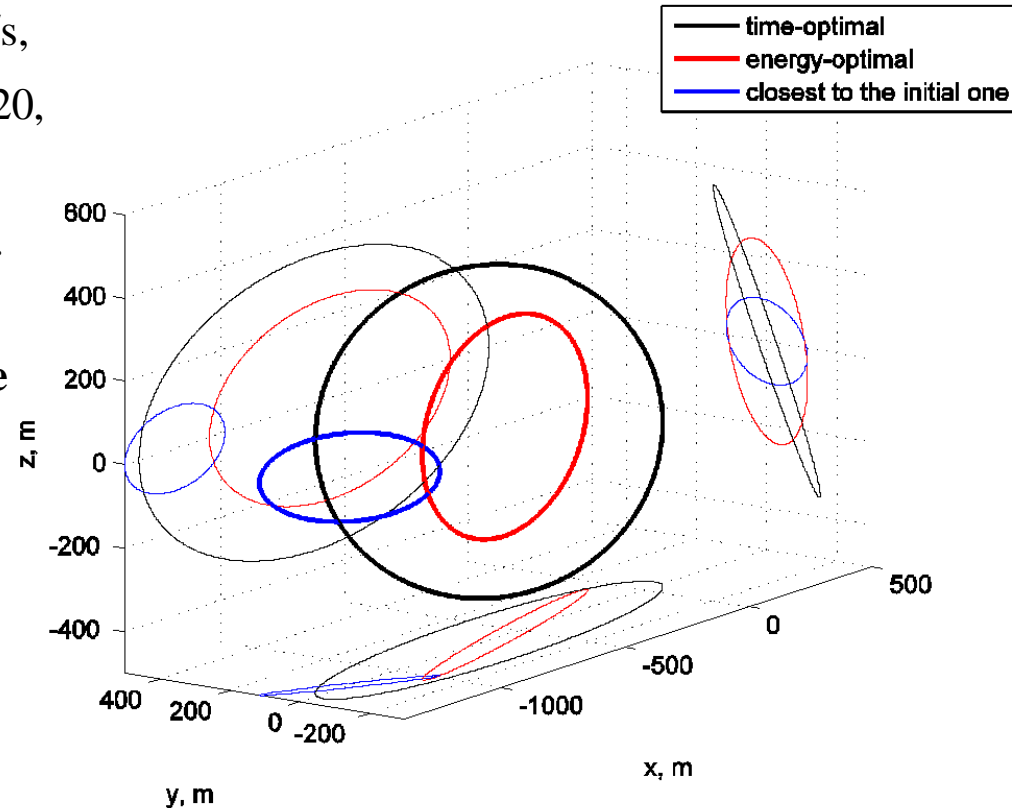 s,
20,
.
e
time-optimal
energy-optimal
closest to the initial one
600
400
200
0
-200
-400
z, m
400
200
0
-200
y, m
-1000
-500
0
500
x, m